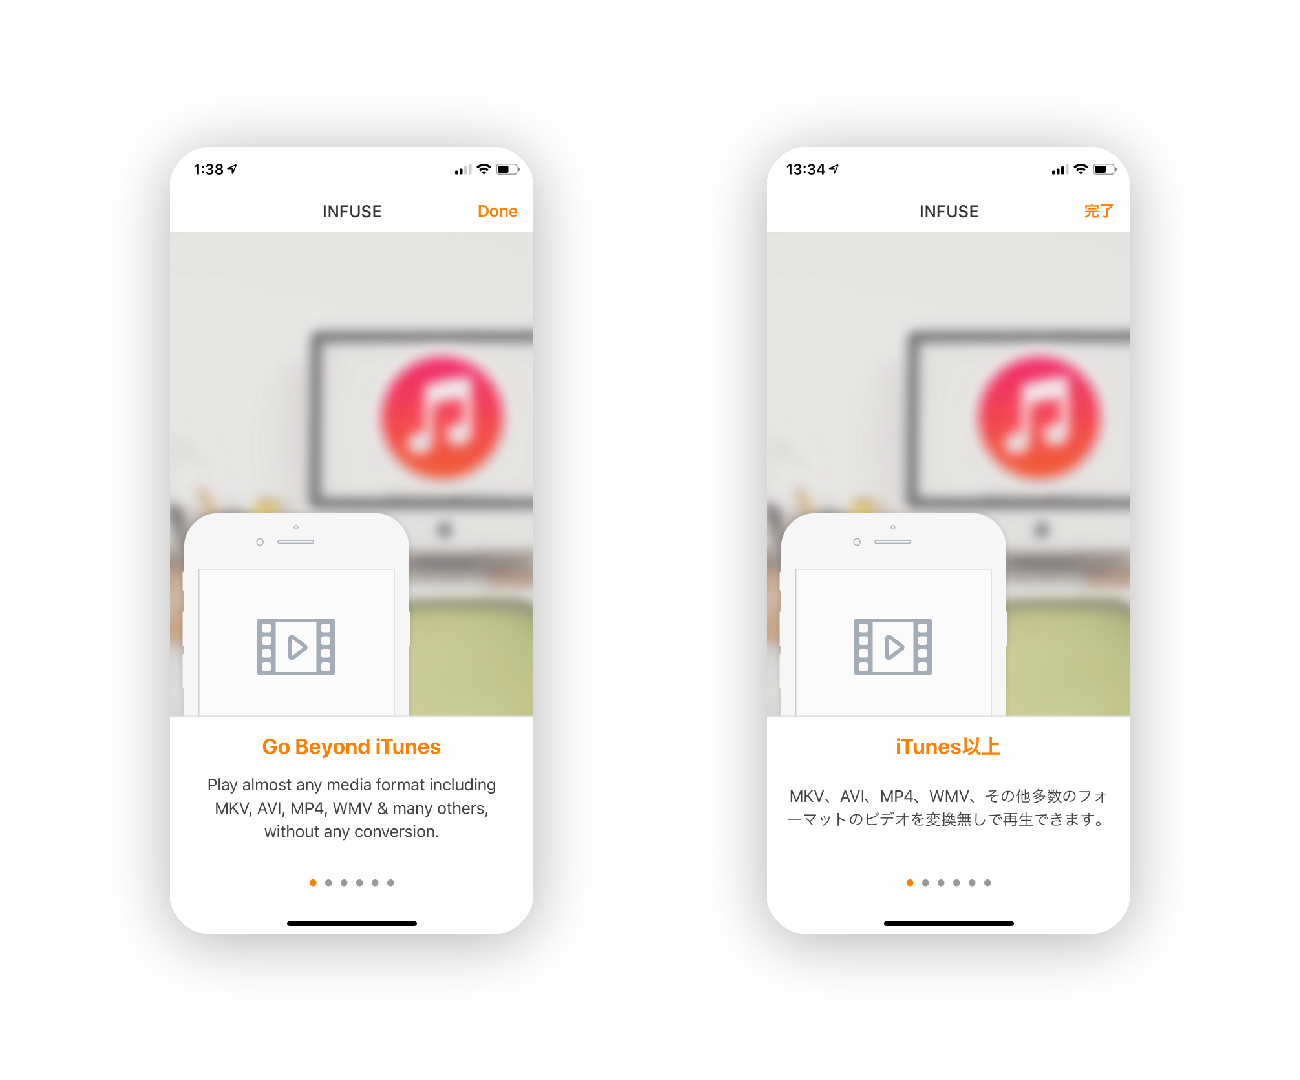 1:38
INFUSE
Done
Go Beyond iTunes
Play almost any media format including
MKV, AVI, MP4, WMV & many others,
without any conversion.
13:34
INFUSE
完了
iTunes以上
MKV、AVI、MP4、WMV、その他多数のフォ
ーマットのビデオを変換無しで再生できます。